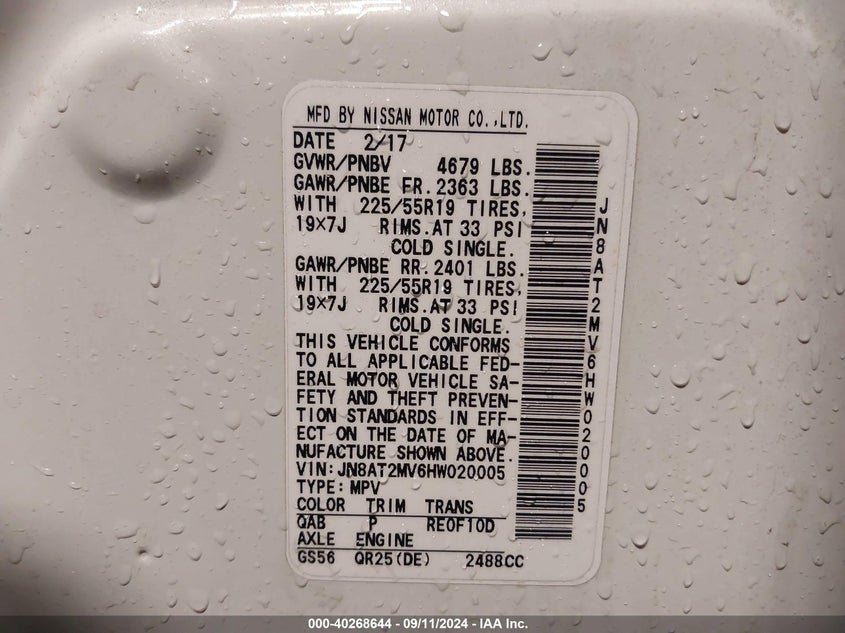 MFD BY NISSAN MOTOR CO.,LTD.
DATE 2/17
GVWR/PNBV 4679 LBS.
GAWR/PNBE FR. 2363 LBS.
WITH 225/55R19 TIRES,
19×7J RIMS.AT 33 PSI
COLD SINGLE.
GAWR/PNBE RR. 2401 LBS.
WITH 225/55R19 TIRES,
19×7J RIMS.AT 33 PSI
COLD SINGLE.
THIS VEHICLE CONFORMS
TO ALL APPLICABLE FED-
ERAL MOTOR VEHICLE SA-
FETY AND THEFT PREVEN-
TION STANDARDS IN EFF-
ECT ON THE DATE OF MA-
NUFACTURE SHOWN ABOVE.
VIN:JN8AT2MV6HW020005
TYPE:MPV
COLOR TRIM TRANS
QAB P RE0F10D
AXLE ENGINE
GS56 QR25(DE) 2488CC
JN8AT2MV6HW020005
000-40268644 - 09/11/2024 - IAA Inc.